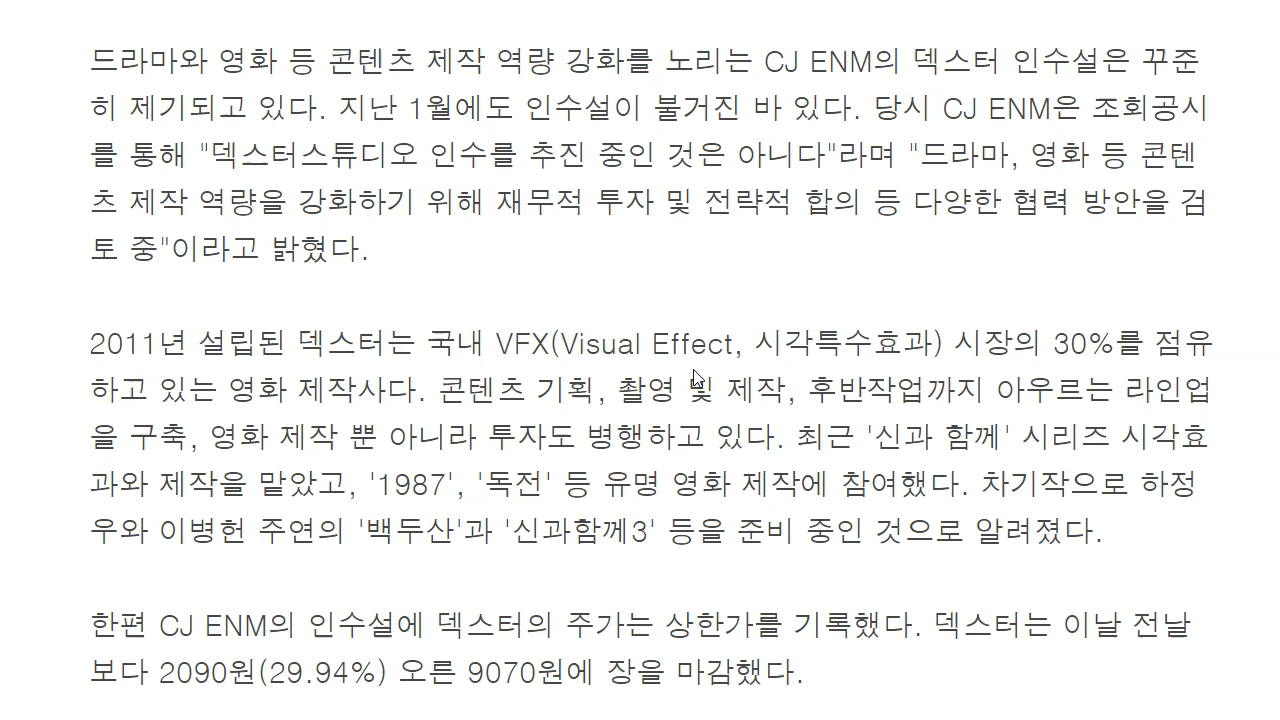 드라마와 영화 등 콘텐츠 제작 역량 강화를 노리는 CJ ENM의 덱스터 인수설은 꾸준
히 제기되고 있다. 지난 1월에도 인수설이 불거진 바 있다. 당시 CJ ENM은 조회공시
를 통해 "덱스터스튜디오 인수를 추진 중인 것은 아니다"라며 "드라마, 영화 등 콘텐
츠 제작 역량을 강화하기 위해 재무적 투자 및 전략적 합의 등 다양한 협력 방안을 검
토 중"이라고 밝혔다.
2011년 설립된 덱스터는 국내 VFX(Visual Effect, 시각특수효과) 시장의 30%를 점유
하고 있는 영화 제작사다. 콘텐츠 기획, 촬영 및 제작, 후반작업까지 아우르는 라인업
을 구축, 영화 제작 뿐 아니라 투자도 병행하고 있다. 최근 '신과 함께' 시리즈 시각효
과와 제작을 맡았고, '1987', '독전' 등 유명 영화 제작에 참여했다. 차기작으로 하정
우와 이병헌 주연의 '백두산'과 '신과함께3' 등을 준비 중인 것으로 알려졌다.
한편 CJ ENM의 인수설에 덱스터의 주가는 상한가를 기록했다. 덱스터는 이날 전날
보다 2090원(29.94%) 오른 9070원에 장을 마감했다.